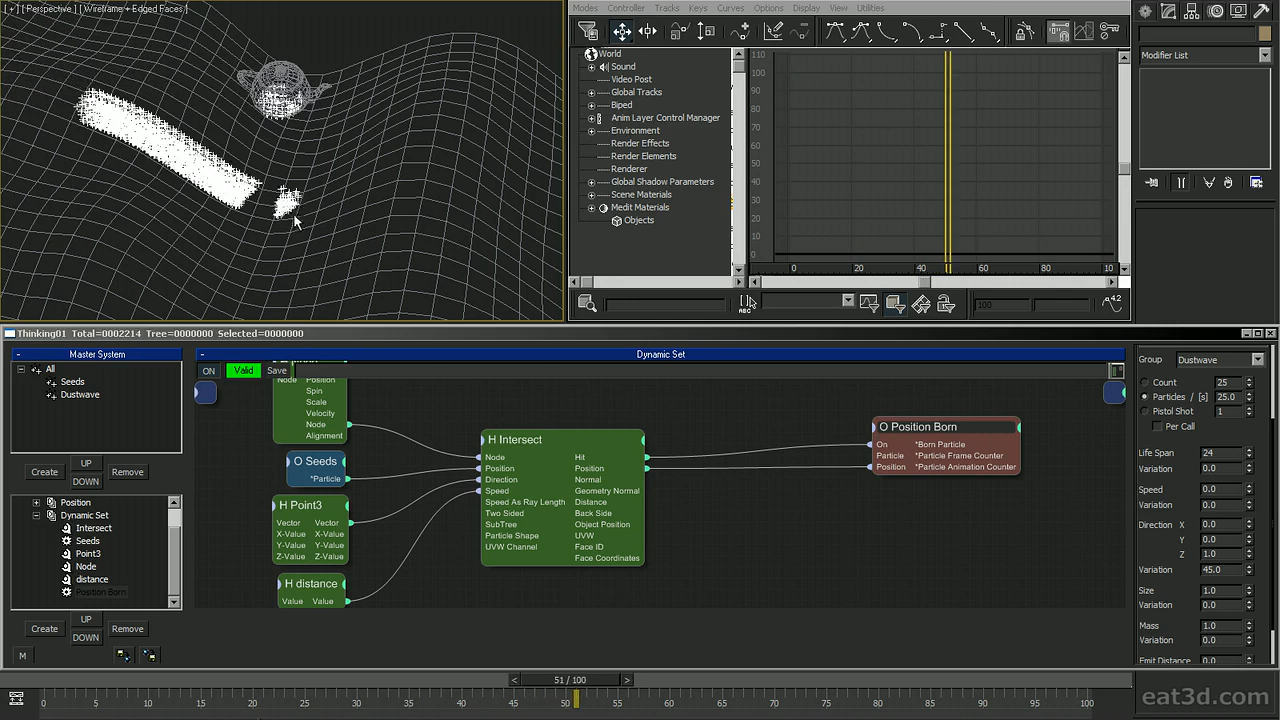 [ + ] [ Perspective ] [ Wireframe + Edged Faces ]
Modes Controller Tracks Keys Curves Options Display View Utilities
World
Sound
Video Post
Global Tracks
Biped
Anim Layer Control Manager
Environment
Render Effects
Render Elements
Renderer
Global Shadow Parameters
Scene Materials
Medit Materials
Objects
110
100
90
80
70
60
50
40
30
20
10
0
0 20 40 60 80 10
ABC
100
4.2
Modifier List
Thinking01 Total=0002214 Tree=0000000 Selected=0000000
Master System
All
Seeds
Dustwave
Create UP DOWN Remove
Position
Dynamic Set
Intersect
Seeds
Point3
Node
distance
Position Born
Create UP DOWN Remove
M
Dynamic Set
ON Valid Save
Node Position
Spin
Scale
Velocity
Node
Alignment
O Seeds
*Particle
H Point3
Vector Vector
X-Value X-Value
Y-Value Y-Value
Z-Value Z-Value
H distance
Value Value
H Intersect
Node Hit
Position Position
Direction Normal
Speed Geometry Normal
Speed As Ray Length Distance
Two Sided Back Side
SubTree Object Position
Particle Shape UVW
UVW Channel Face ID
Face Coordinates
O Position Born
On *Born Particle
Particle *Particle Frame Counter
Position *Particle Animation Counter
Group Dustwave
Count 25
Particles / [s] 25.0
Pistol Shot 1
Per Call
Life Span 24
Variation 0.0
Speed 0.0
Variation 0.0
Direction X 0.0
Y 0.0
Z 1.0
Variation 45.0
Size 1.0
Variation 0.0
Mass 1.0
Variation 0.0
Emit Distance 0.0
< 51 / 100 >
0 5 10 15 20 25 30 35 40 45 50 55 60 65 70 75 80 85 90 95 100
eat3d.com